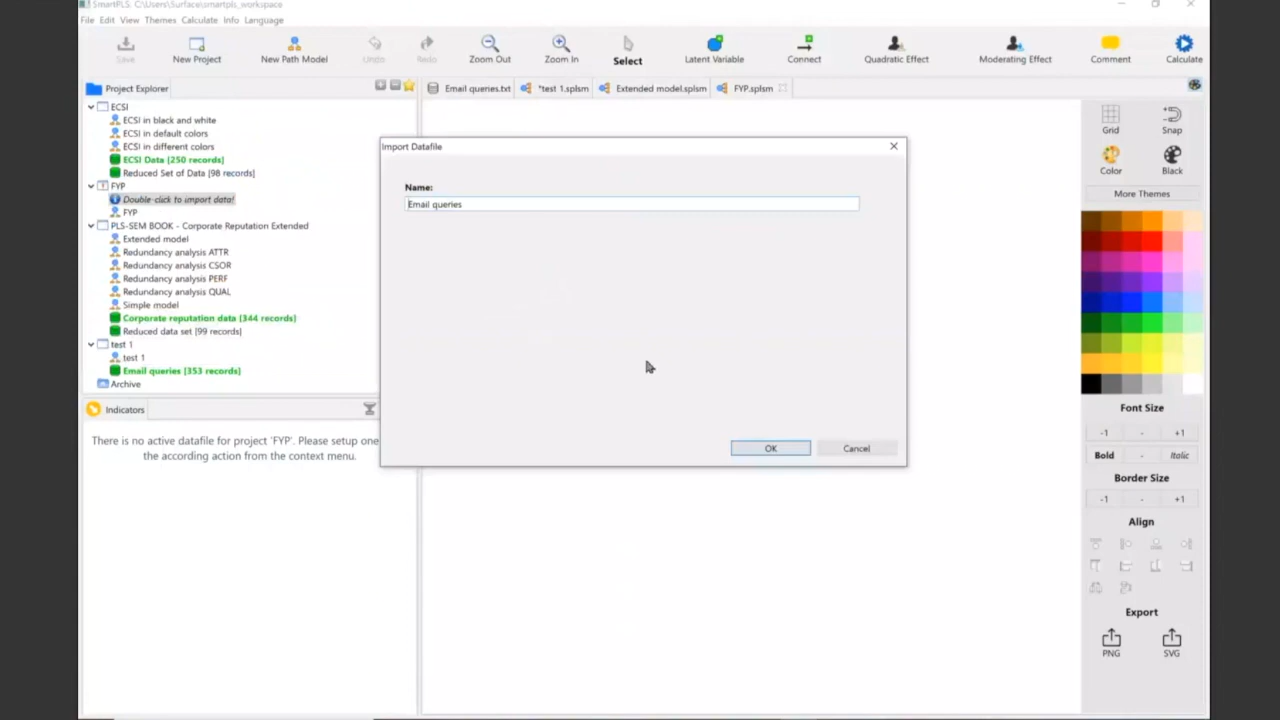 SmartPLS: C:\Users\Surface\smartpls_workspace
File Edit View Themes Calculate Info Language
Save New Project New Path Model Undo Redo Zoom Out Zoom In Select Latent Variable Connect Quadratic Effect Moderating Effect Comment Calculate
Project Explorer
Email queries.txt *test 1.splsm Extended model.splsm FYP.splsm
ECSI
ECSI in black and white
ECSI in default colors
ECSI in different colors
ECSI Data [250 records]
Reduced Set of Data [98 records]
FYP
Double-click to import data!
FYP
PLS-SEM BOOK - Corporate Reputation Extended
Extended model
Redundancy analysis ATTR
Redundancy analysis CSOR
Redundancy analysis PERF
Redundancy analysis QUAL
Simple model
Corporate reputation data [344 records]
Reduced data set [99 records]
test 1
test 1
Email queries [353 records]
Archive
Indicators
There is no active datafile for project 'FYP'. Please setup one
the according action from the context menu.
Import Datafile
Name:
Email queries
OK Cancel
Grid Snap
Color Black
More Themes
Font Size
-1 - +1
Bold - Italic
Border Size
-1 - +1
Align
Export
PNG SVG